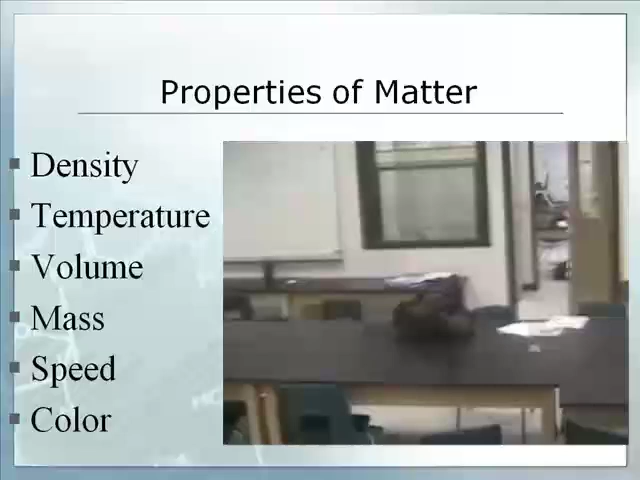 Properties of Matter
Density
Temperature
Volume
Mass
Speed
Color